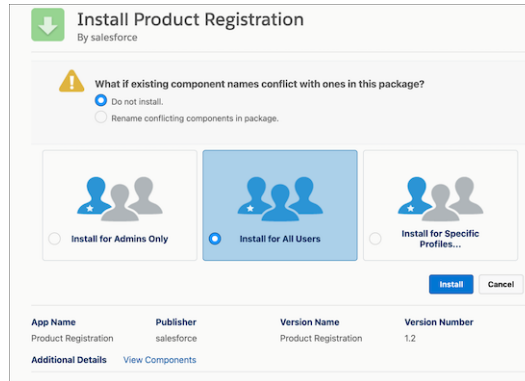 Install Product Registration
By salesforce
What if existing component names conflict with ones in this package?
Do not install.
Rename conflicting components in package.
Install for Admins Only
Install for All Users
Install for Specific
Profiles...
Install
Cancel
App Name
Publisher
Version Name
Version Number
Product Registration
salesforce
Product Registration
1.2
Additional Details
View Components